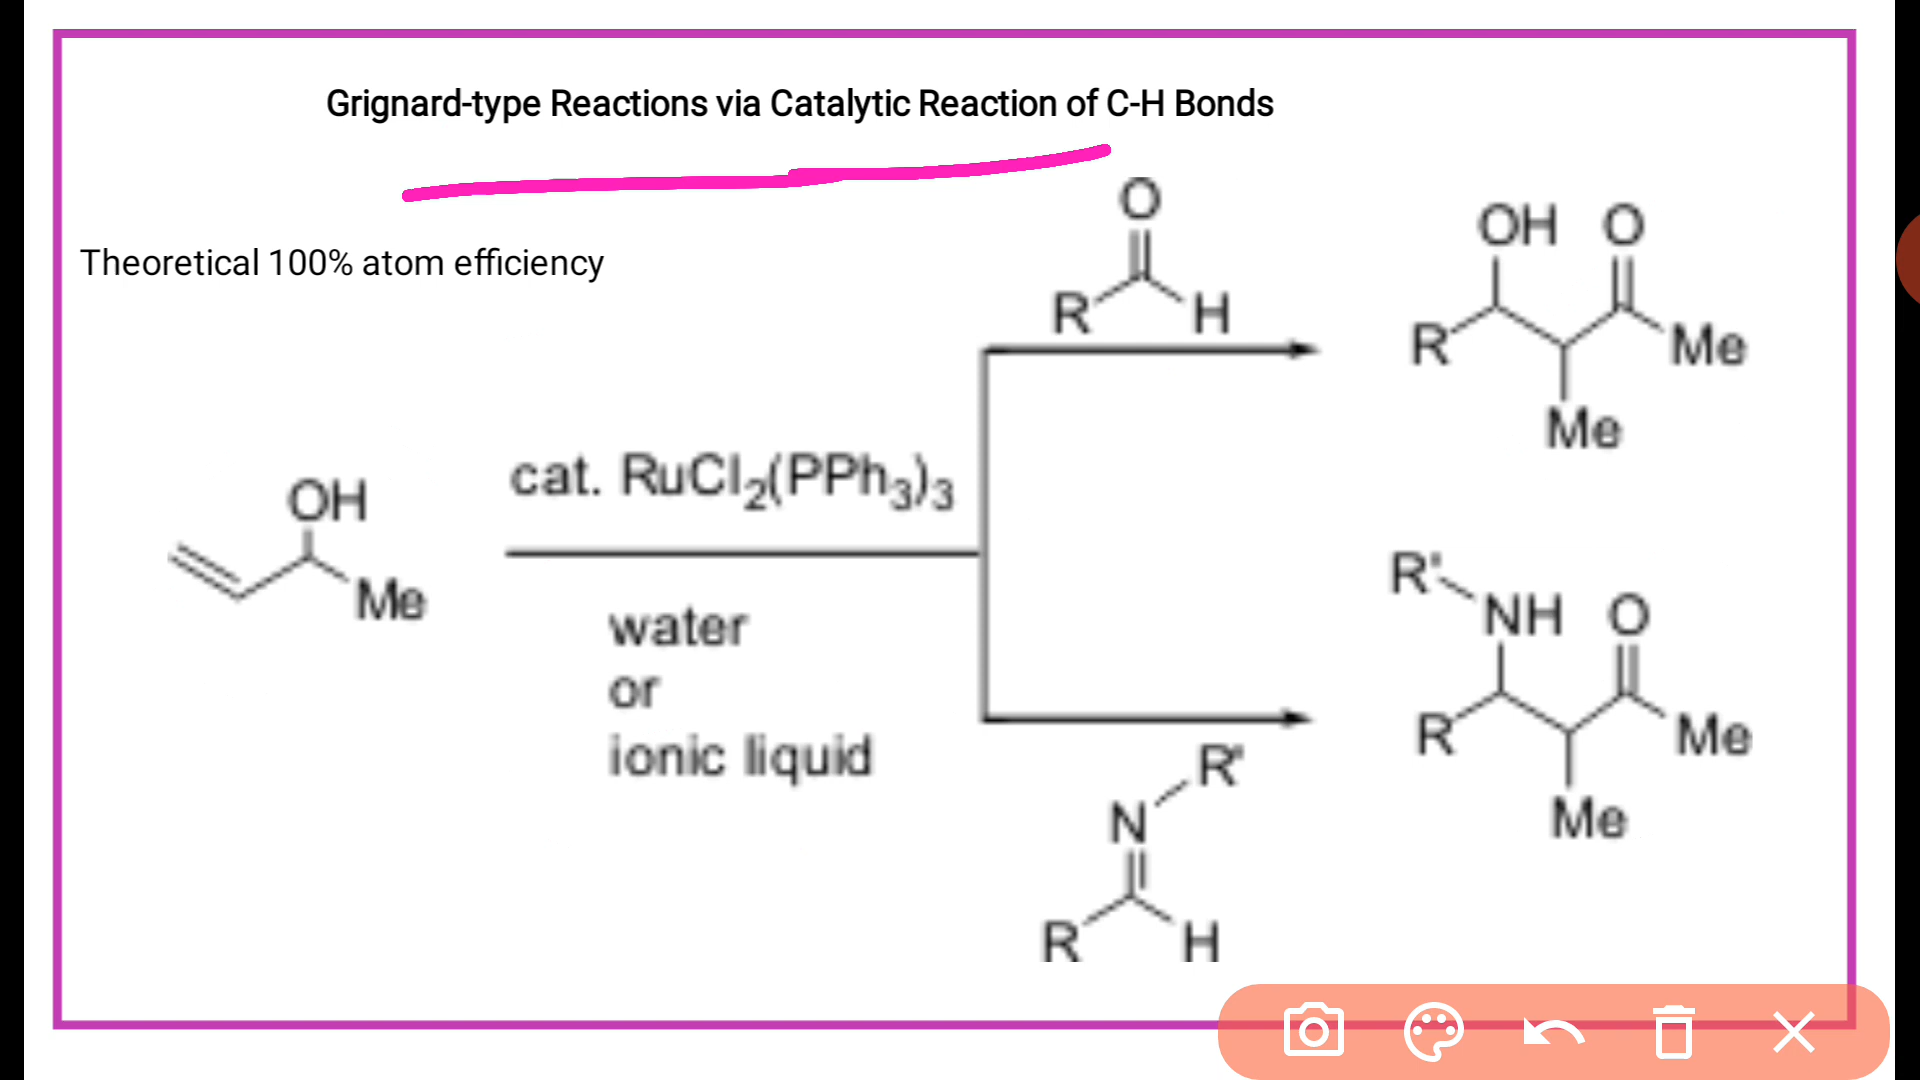 Grignard-type Reactions via Catalytic Reaction of C-H Bonds
Theoretical 100% atom efficiency
O
R H
OH O
R Me
Me
cat. RuCl₂(PPh₃)₃
OH
Me
water
or
ionic liquid
R'
NH O
R Me
Me
R'
N
R H